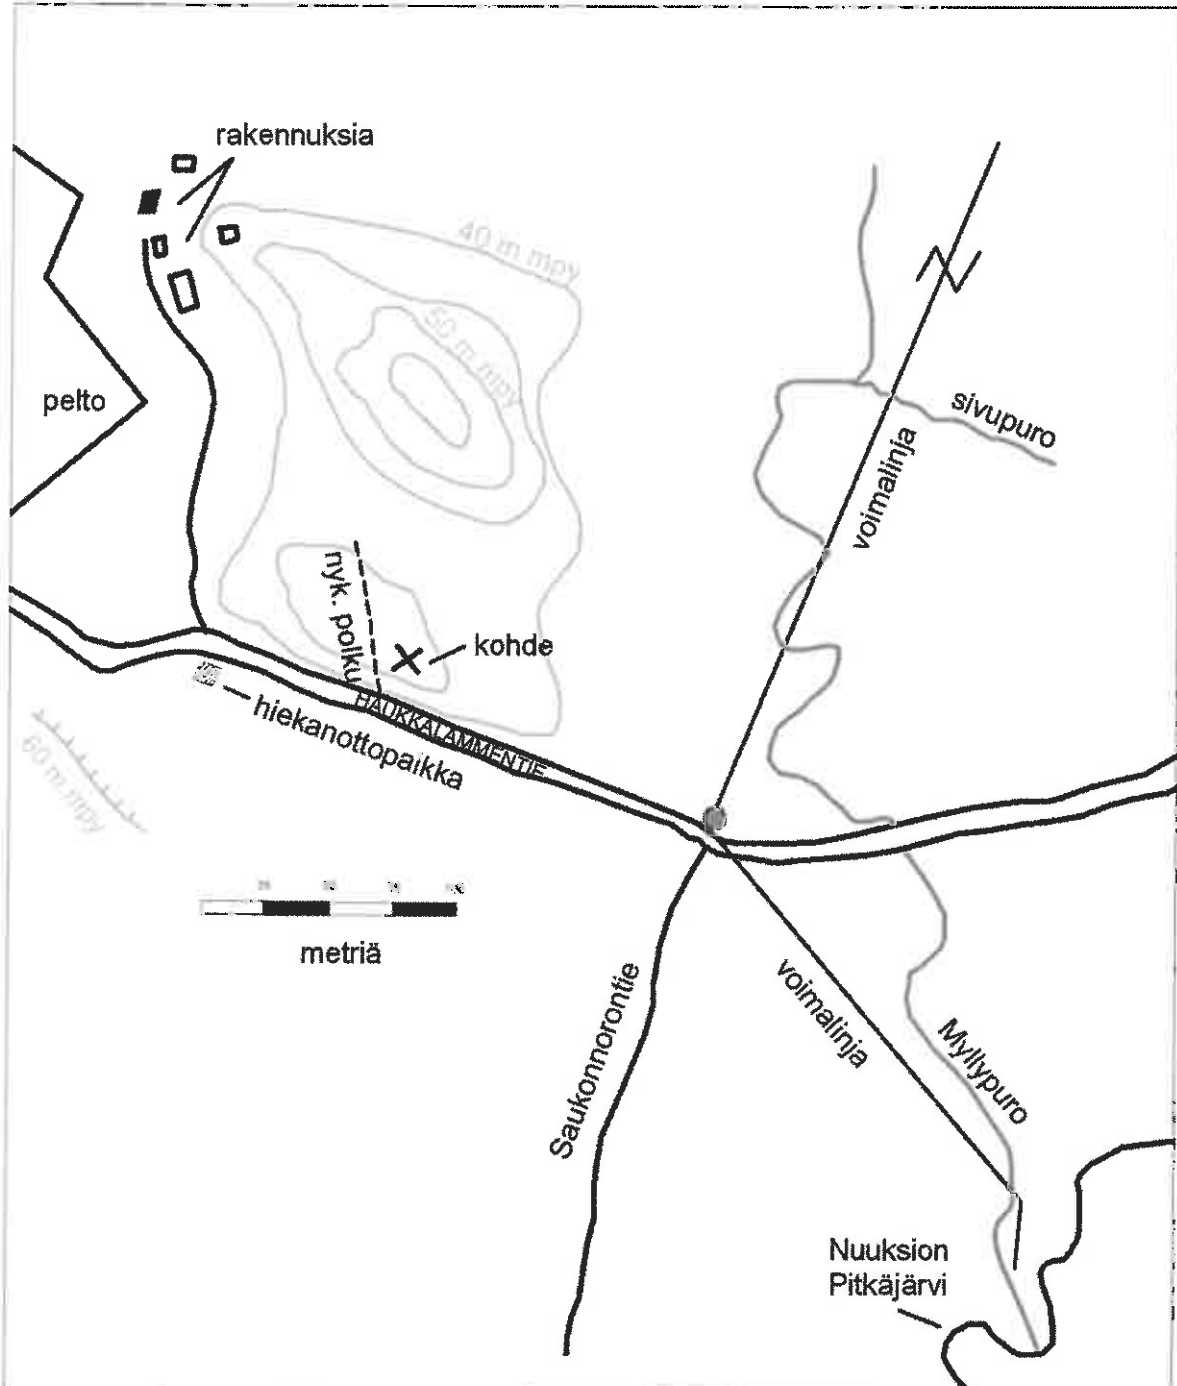 rakennuksia
40 m mpy
50 m mpy
pelto
sivupuro
voimalinja
nyk. polku
kohde
HAUKKALAMMENTIE
hiekanottopaikka
60 m mpy
metriä
Saukonnorontie
voimalinja
Myllypuro
Nuuksion
Pitkäjärvi